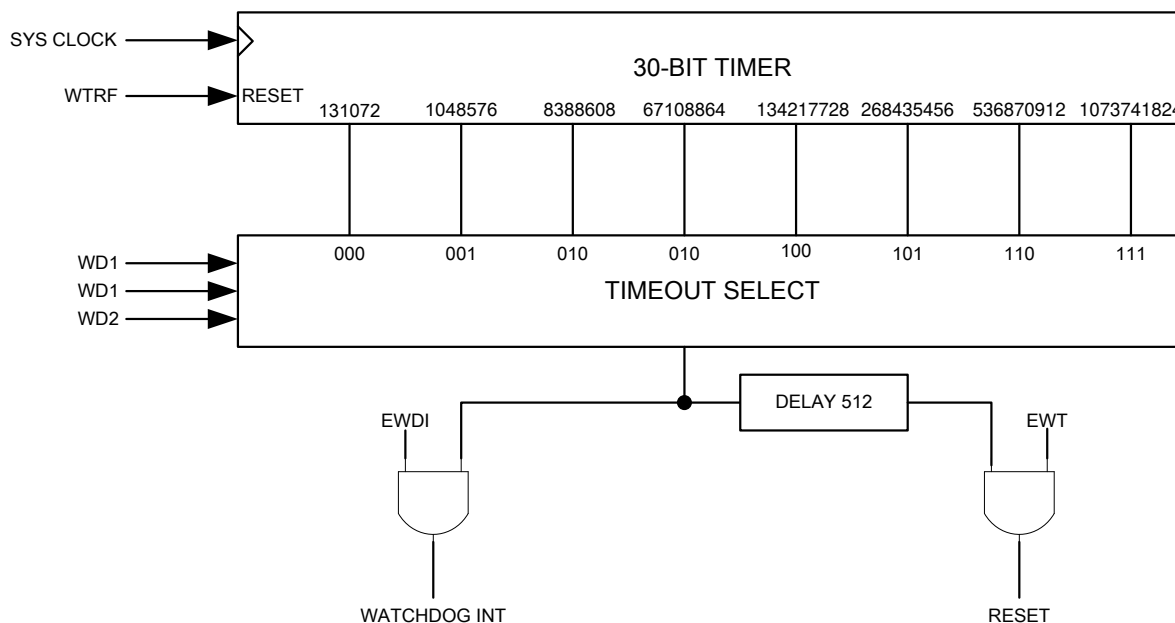 SYS CLOCK
30-BIT TIMER
WTRF
RESET
131072 1048576 8388608 67108864 134217728 268435456 536870912 1073741824
000 001 010 010 100 101 110 111
WD1
WD1
TIMEOUT SELECT
WD2
DELAY 512
EWDI
EWT
WATCHDOG INT
RESET